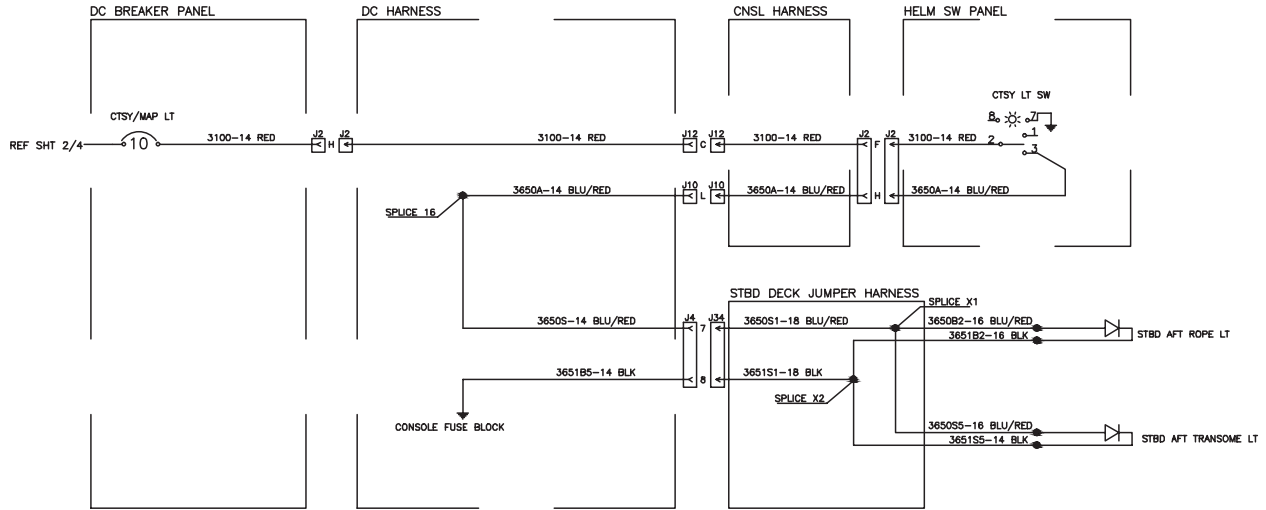 DC BREAKER PANEL
DC HARNESS
CNSL HARNESS
HELM SW PANEL
CTSY LT SW
CTSY/MAP LT
8 7
1
REF SHT 2/4
10
3100-14 RED
J2 H J2
3100-14 RED
J12 C J12
3100-14 RED
J2 F J2
3100-14 RED
2
3
3650A-14 BLU/RED
J10 L J10
3650A-14 BLU/RED
H
3650A-14 BLU/RED
SPLICE 16
STBD DECK JUMPER HARNESS
SPLICE X1
3650S-14 BLU/RED
J4 7 J34
3650S1-18 BLU/RED
3650B2-16 BLU/RED
STBD AFT ROPE LT
3651B2-16 BLK
3651B5-14 BLK
8
3651S1-18 BLK
SPLICE X2
CONSOLE FUSE BLOCK
3650S5-16 BLU/RED
3651S5-14 BLK
STBD AFT TRANSOME LT